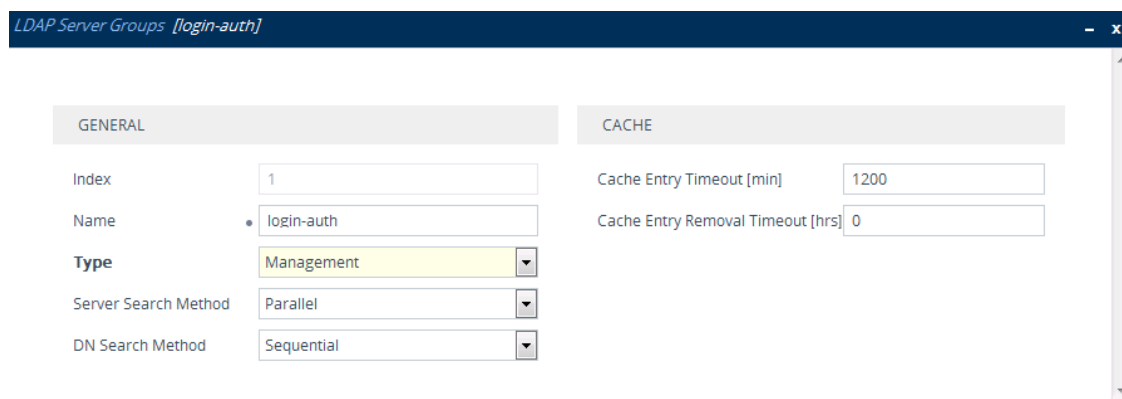 LDAP Server Groups [login-auth] – x
GENERAL
Index 1
Name login-auth
Type Management
Server Search Method Parallel
DN Search Method Sequential
CACHE
Cache Entry Timeout [min] 1200
Cache Entry Removal Timeout [hrs] 0